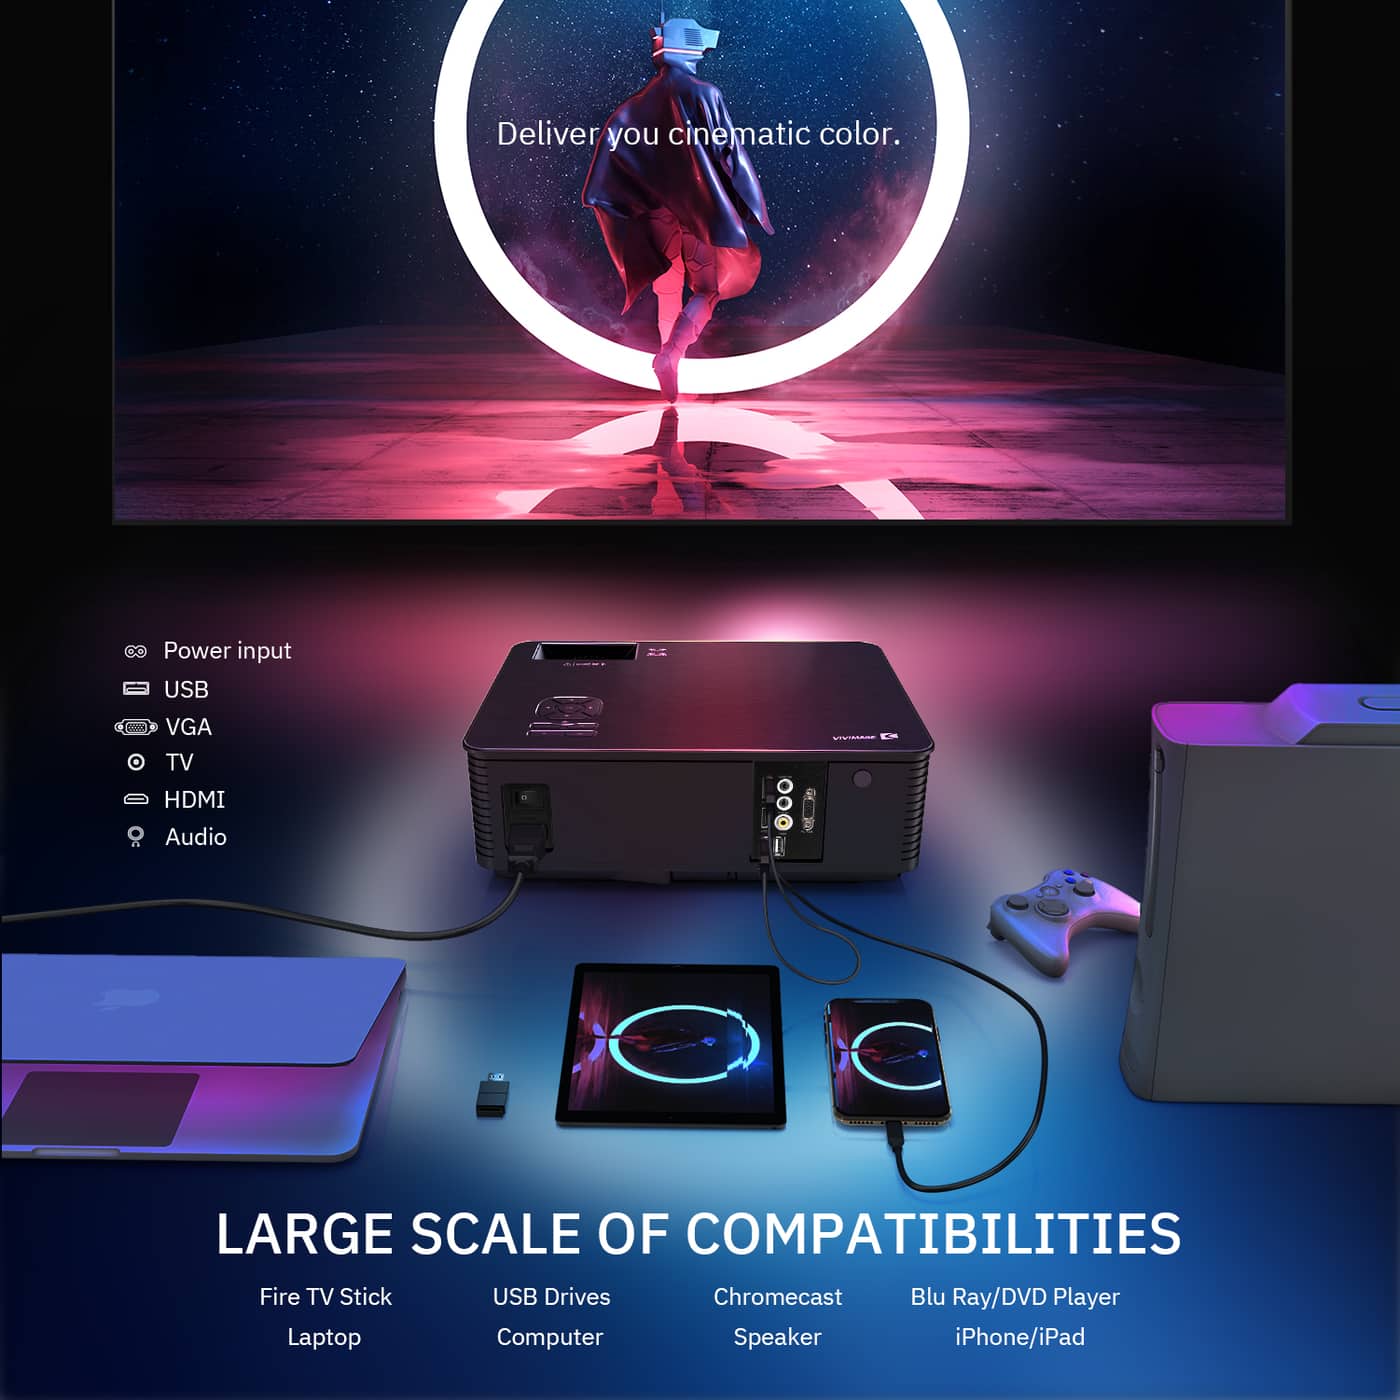 Deliver you cinematic color.
Power input
USB
VGA
TV
HDMI
Audio
VIVIMAGE
LARGE SCALE OF COMPATIBILITIES
Fire TV Stick USB Drives Chromecast Blu Ray/DVD Player
Laptop Computer Speaker iPhone/iPad